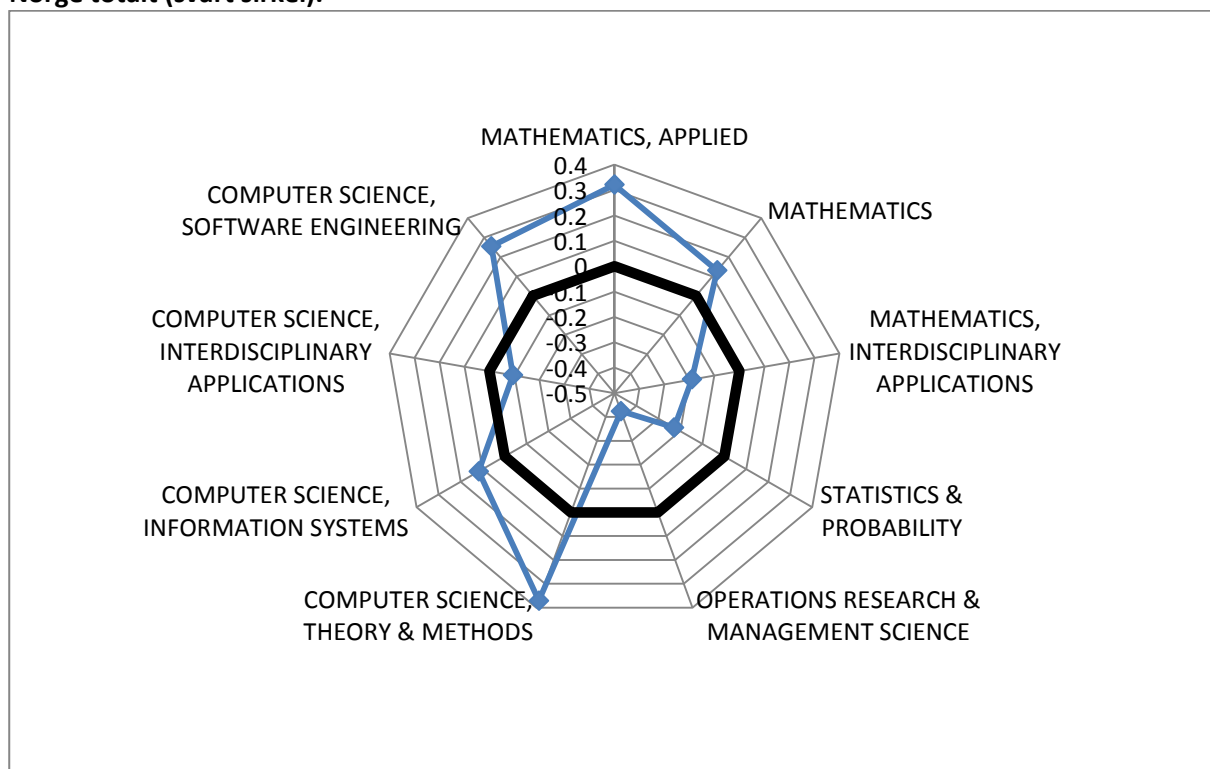 Norge totalt (svart sirkel).
MATHEMATICS, APPLIED
0.4
0.3
0.2
0.1
0
0.1
-0.2
-0.3
-0.4
-0.5
MATHEMATICS
MATHEMATICS,
INTERDISCIPLINARY
APPLICATIONS
STATISTICS &
PROBABILITY
OPERATIONS RESEARCH &
MANAGEMENT SCIENCE
COMPUTER SCIENCE,
THEORY & METHODS
COMPUTER SCIENCE,
INFORMATION SYSTEMS
COMPUTER SCIENCE,
INTERDISCIPLINARY
APPLICATIONS
COMPUTER SCIENCE,
SOFTWARE ENGINEERING